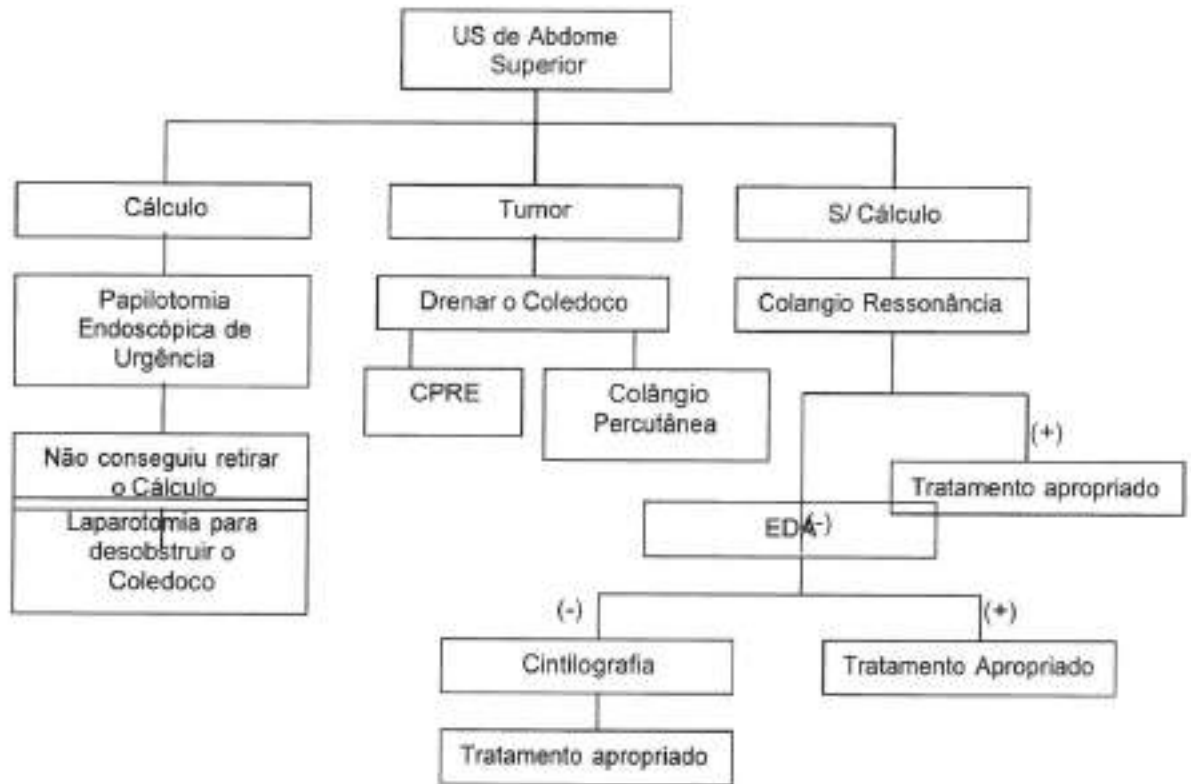 US de Abdome
Superior
Cálculo
Tumor
S/ Cálculo
Papilotomia
Endoscópica de
Urgência
Drenar o Coledoco
Colangio Ressonância
CPRE
Colângio
Percutânea
Não conseguiu retirar
o Cálculo
(+)
Tratamento apropriado
Laparotomia para
desobstruir o
Coledoco
EDA
(-)
(-)
(+)
Cintilografia
Tratamento Apropriado
Tratamento apropriado